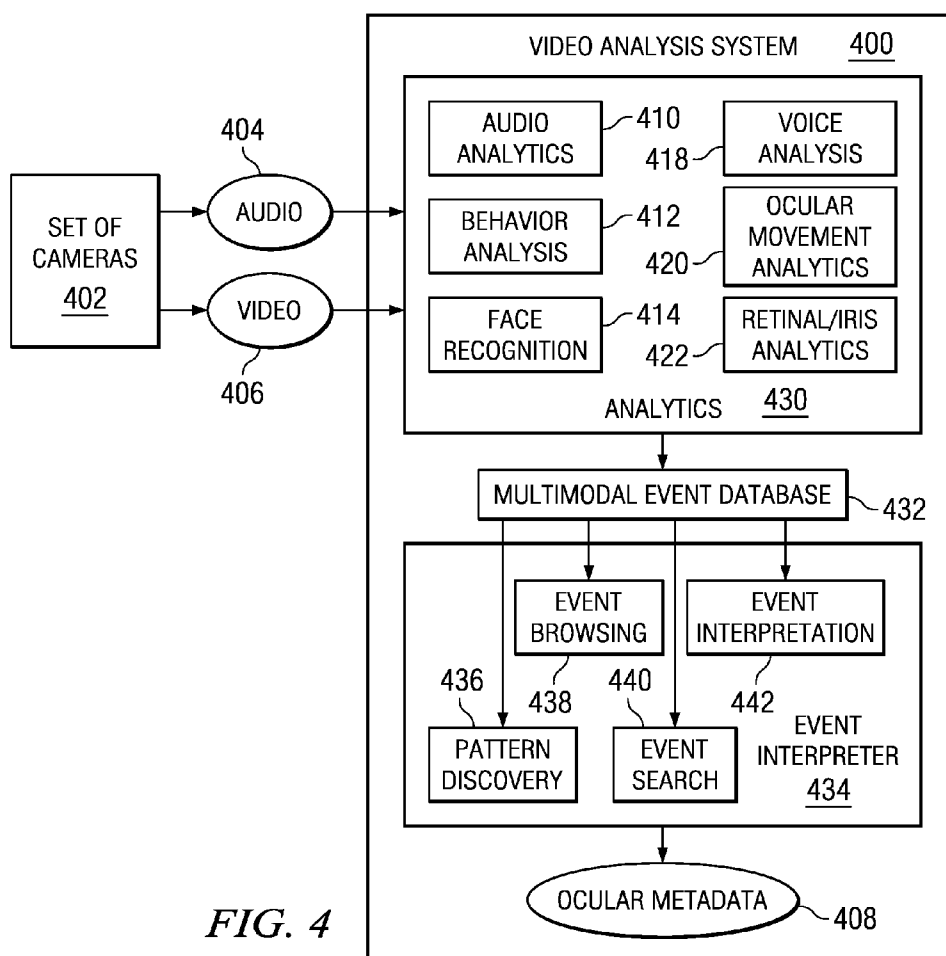 VIDEO ANALYSIS SYSTEM 400
404
AUDIO
ANALYTICS
410
VOICE
ANALYSIS
418
SET OF
CAMERAS
402
AUDIO
BEHAVIOR
ANALYSIS
412
OCULAR
MOVEMENT
ANALYTICS
420
VIDEO
406
FACE
RECOGNITION
414
RETINAL/IRIS
ANALYTICS
422
ANALYTICS 430
MULTIMODAL EVENT DATABASE
432
EVENT
BROWSING
438
EVENT
INTERPRETATION
442
436
PATTERN
DISCOVERY
440
EVENT
SEARCH
EVENT
INTERPRETER
434
OCULAR METADATA
408
FIG. 4